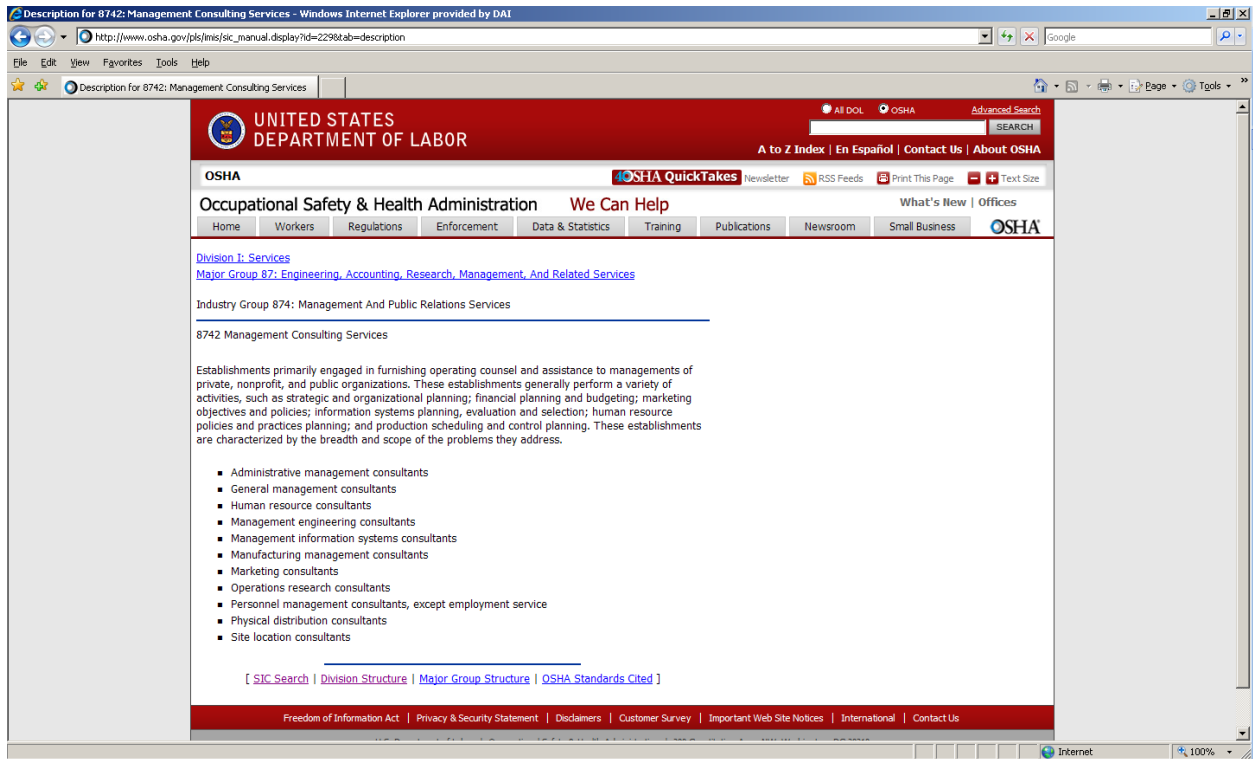 Description for 8742: Management Consulting Services - Windows Internet Explorer provided by DAI
http://www.osha.gov/pls/imis/sic_manual.display?id=229&tab=description
Google
File Edit View Favorites Tools Help
Description for 8742: Management Consulting Services
Page Tools »
All DOL OSHA Advanced Search
UNITED STATES
DEPARTMENT OF LABOR
SEARCH
A to Z Index | En Español | Contact Us | About OSHA
OSHA
OSHA QuickTakes Newsletter RSS Feeds Print This Page Text Size
Occupational Safety & Health Administration We Can Help
What's New | Offices
Home Workers Regulations Enforcement Data & Statistics Training Publications Newsroom Small Business OSHA
Division I: Services
Major Group 87: Engineering, Accounting, Research, Management, And Related Services
Industry Group 874: Management And Public Relations Services
8742 Management Consulting Services
Establishments primarily engaged in furnishing operating counsel and assistance to managements of
private, nonprofit, and public organizations. These establishments generally perform a variety of
activities, such as strategic and organizational planning; financial planning and budgeting; marketing
objectives and policies; information systems planning, evaluation and selection; human resource
policies and practices planning; and production scheduling and control planning. These establishments
are characterized by the breadth and scope of the problems they address.
Administrative management consultants
General management consultants
Human resource consultants
Management engineering consultants
Management information systems consultants
Manufacturing management consultants
Marketing consultants
Operations research consultants
Personnel management consultants, except employment service
Physical distribution consultants
Site location consultants
[ SIC Search | Division Structure | Major Group Structure | OSHA Standards Cited ]
Freedom of Information Act | Privacy & Security Statement | Disclaimers | Customer Survey | Important Web Site Notices | International | Contact Us
Internet 100%